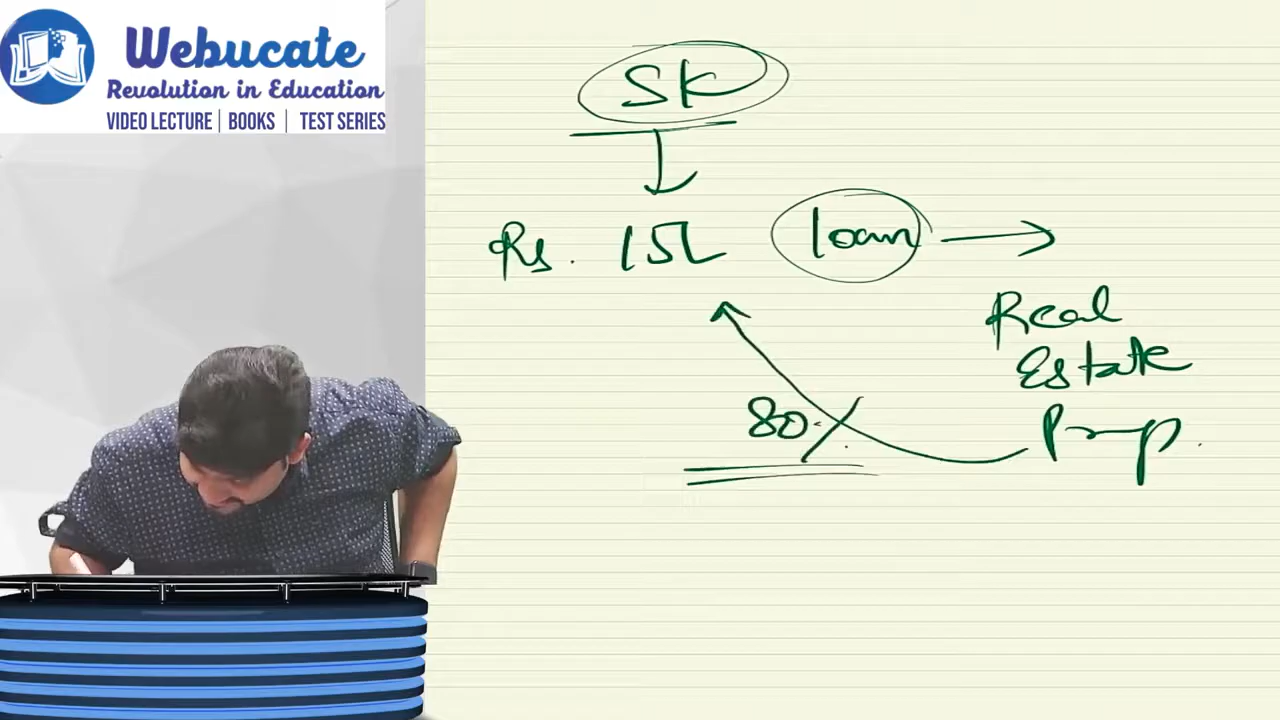 Webucate
Revolution in Education
VIDEO LECTURE | BOOKS | TEST SERIES
SK
Rs. 15L loan
Real
Estate
80%
Prop.